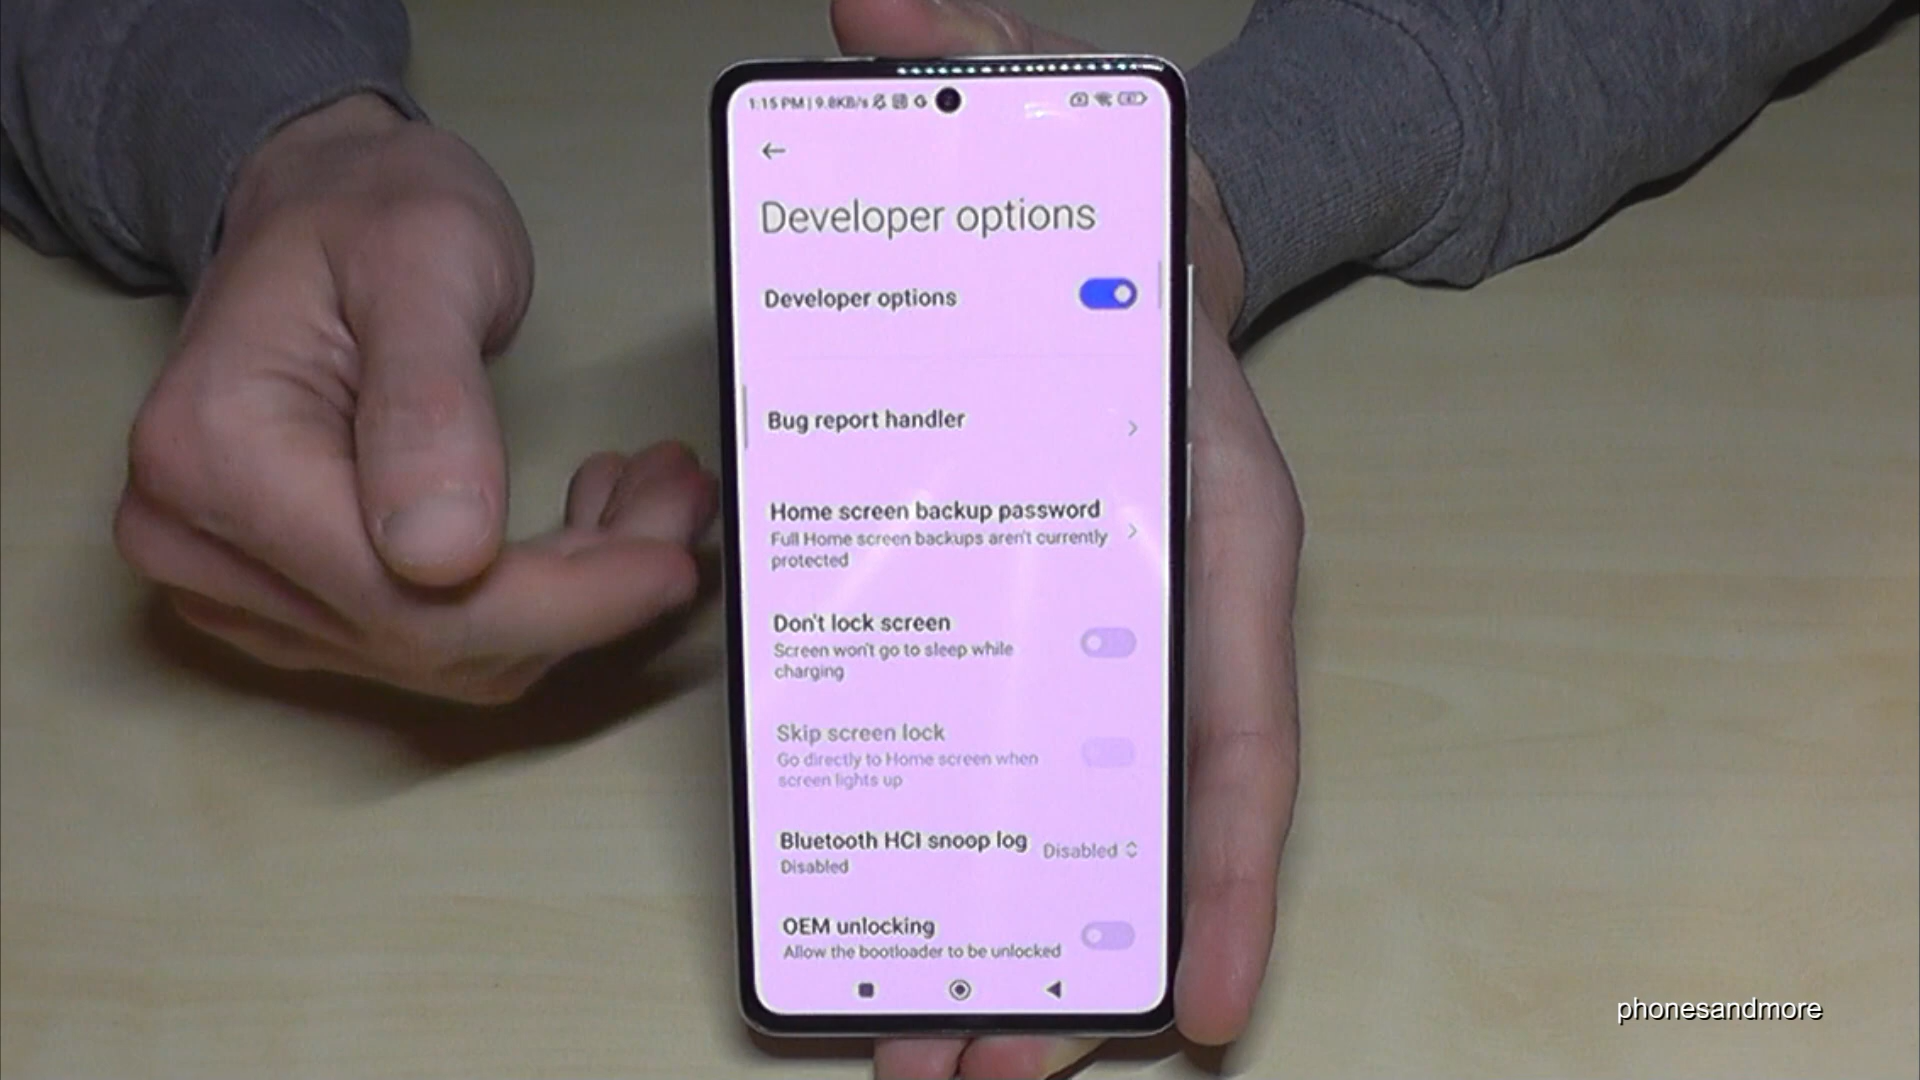 1:15 PM | 9.8KB/s
Developer options
Developer options
Bug report handler
Home screen backup password
Full Home screen backups aren't currently
protected
Don't lock screen
Screen won't go to sleep while
charging
Skip screen lock
Go directly to Home screen when
screen lights up
Bluetooth HCI snoop log
Disabled
Disabled
OEM unlocking
Allow the bootloader to be unlocked
phonesandmore